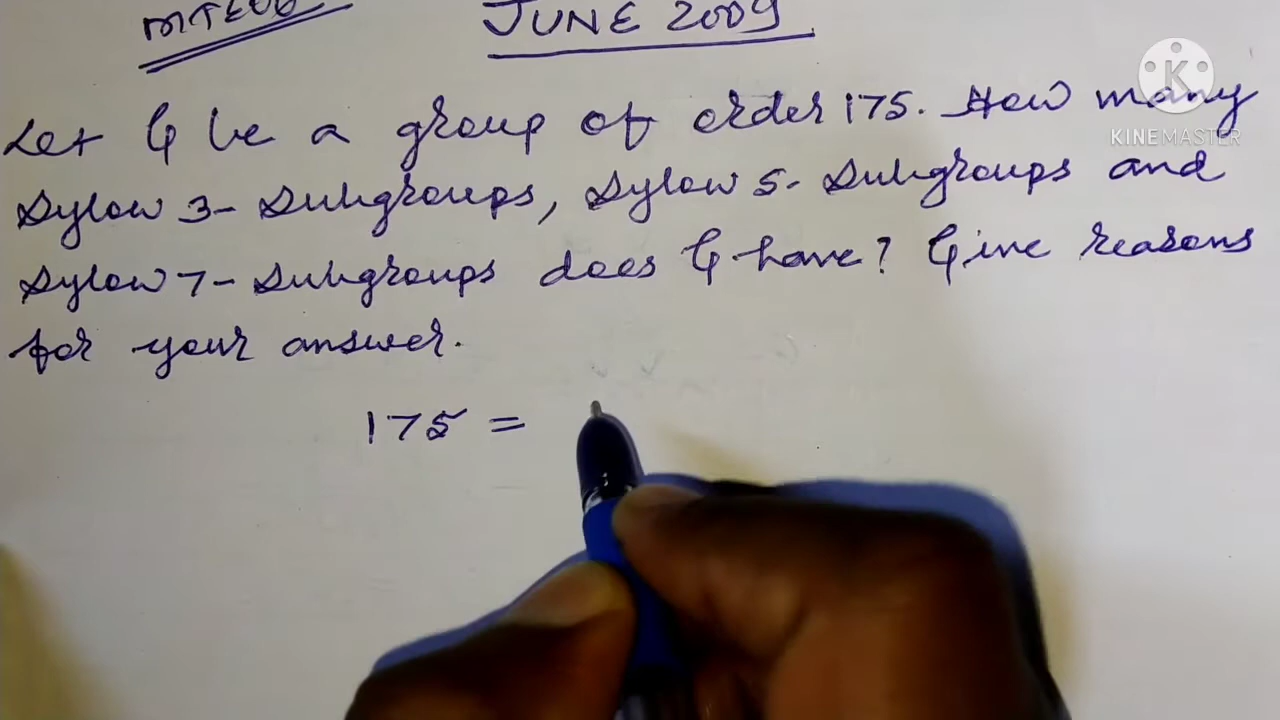 MTE06
JUNE 2009
KINEMASTER
Let G be a group of order 175. How many
Sylow 3- Subgroups, Sylow 5- Subgroups and
Sylow 7- Subgroups does G have? Give reasons
for your answer.
175 =